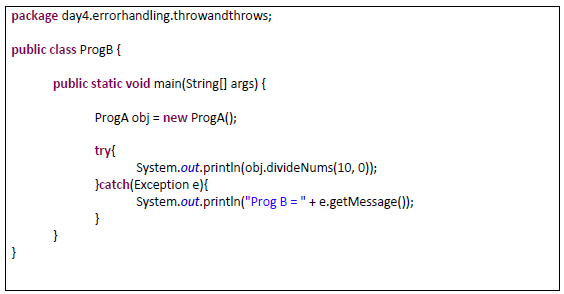 package day4.errorhandling.throwandthrows;
public class ProgB {
public static void main(String[] args) {
ProgA obj = new ProgA();
try{
System.out.println(obj.divideNums(10, 0));
}catch(Exception e){
System.out.println("Prog B = " + e.getMessage());
}
}
}